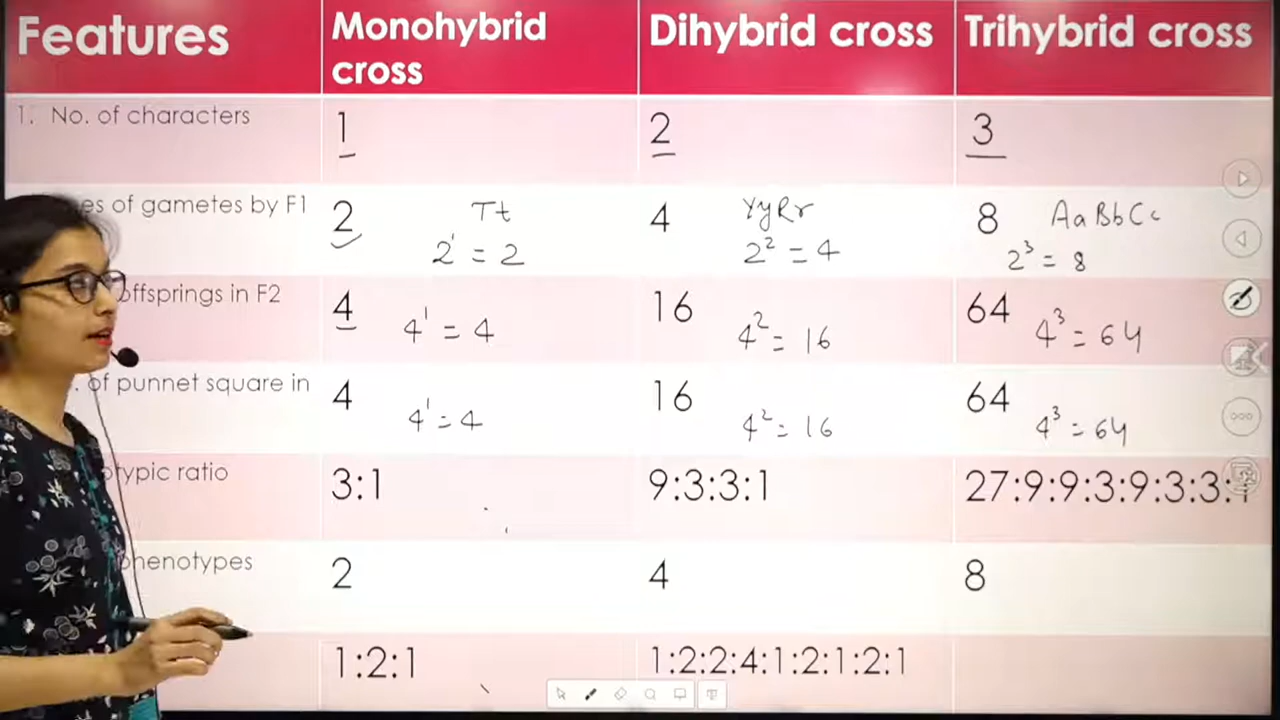 Features
Monohybrid
cross
Dihybrid cross
Trihybrid cross
1. No. of characters
1
2
3
es of gametes by F1
2
Tt
2¹ = 2
4
YyRr
2² = 4
8
AaBbCc
2³ = 8
offsprings in F2
4
4¹ = 4
16
4² = 16
64
4³ = 64
. of punnet square in
4
4¹ = 4
16
4² = 16
64
4³ = 64
typic ratio
3:1
9:3:3:1
27:9:9:3:9:3:3:1
phenotypes
2
4
8
1:2:1
1:2:2:4:1:2:1:2:1